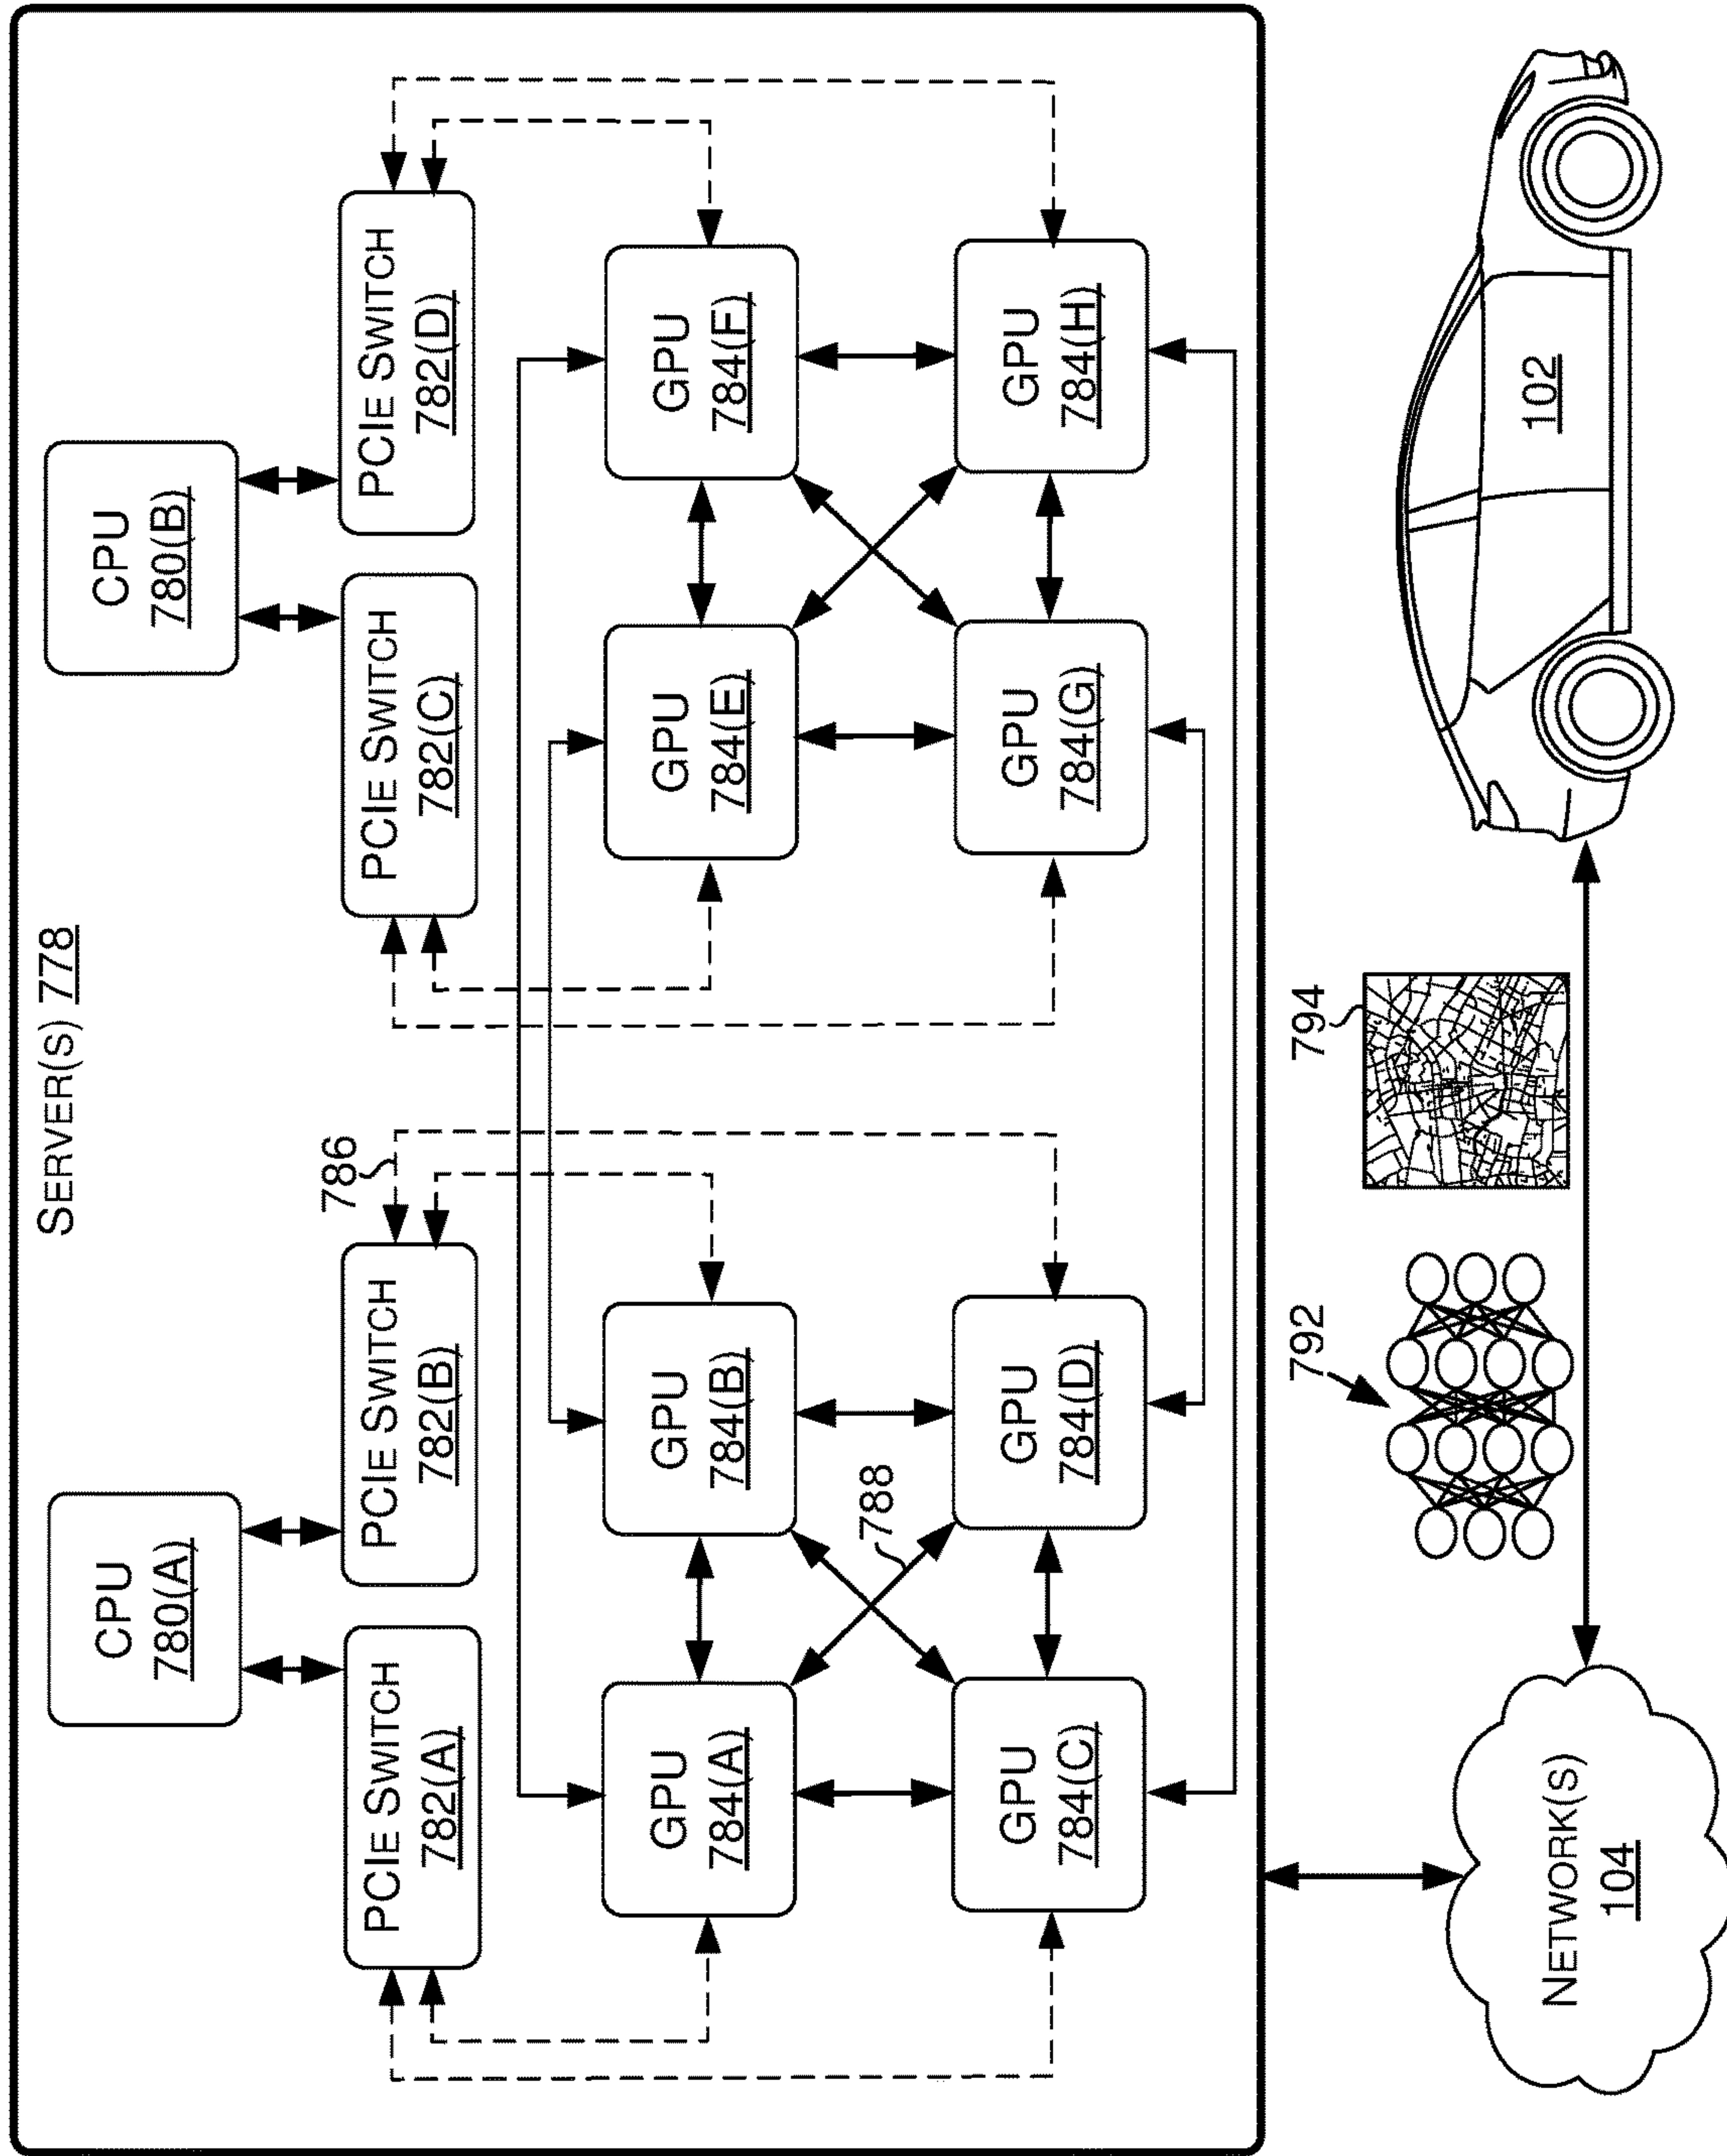 SERVER(S) 778
CPU
780(A)
CPU
780(B)
PCIE SWITCH
782(A)
PCIE SWITCH
782(B)
786
PCIE SWITCH
782(C)
PCIE SWITCH
782(D)
GPU
784(A)
GPU
784(B)
GPU
784(E)
GPU
784(F)
788
GPU
784(C)
GPU
784(D)
GPU
784(G)
GPU
784(H)
NETWORK(S)
104
792
794
102